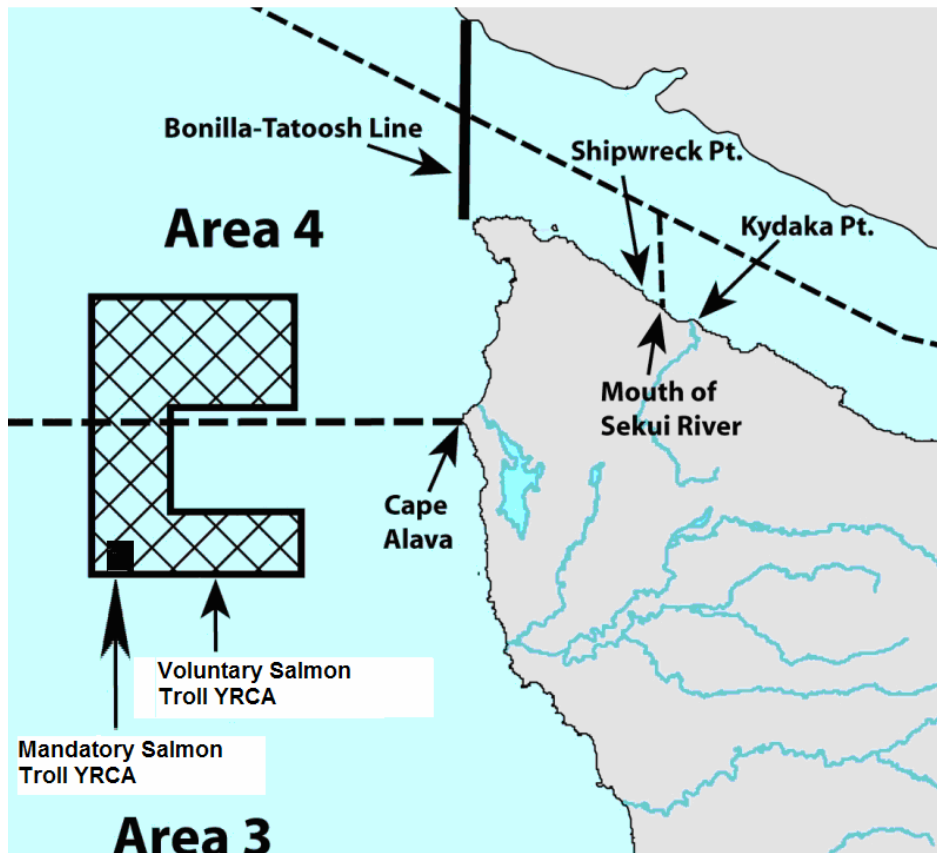 Bonilla-Tatoosh Line
Shipwreck Pt.
Area 4
Kydaka Pt.
Mouth of
Sekui River
Cape
Alava
Voluntary Salmon
Troll YRCA
Mandatory Salmon
Troll YRCA
Area 3